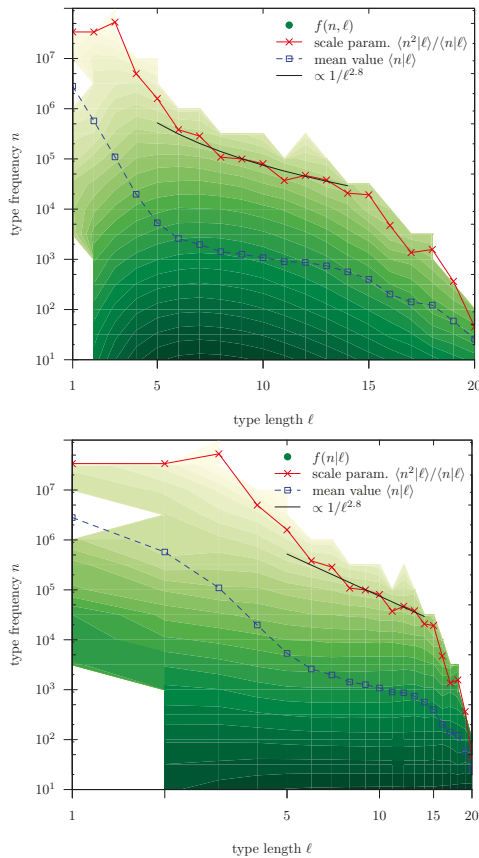 f(n, ℓ)
scale param. ⟨n²|ℓ⟩/⟨n|ℓ⟩
mean value ⟨n|ℓ⟩
∝ 1/ℓ^2.8
type frequency n
10^7
10^6
10^5
10^4
10^3
10^2
10^1
1 5 10 15 20
type length ℓ
f(n|ℓ)
scale param. ⟨n²|ℓ⟩/⟨n|ℓ⟩
mean value ⟨n|ℓ⟩
∝ 1/ℓ^2.8
type frequency n
10^7
10^6
10^5
10^4
10^3
10^2
10^1
1 5 10 15 20
type length ℓ